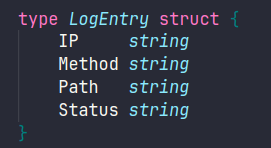 type LogEntry struct {
    IP     string
    Method string
    Path   string
    Status string
}